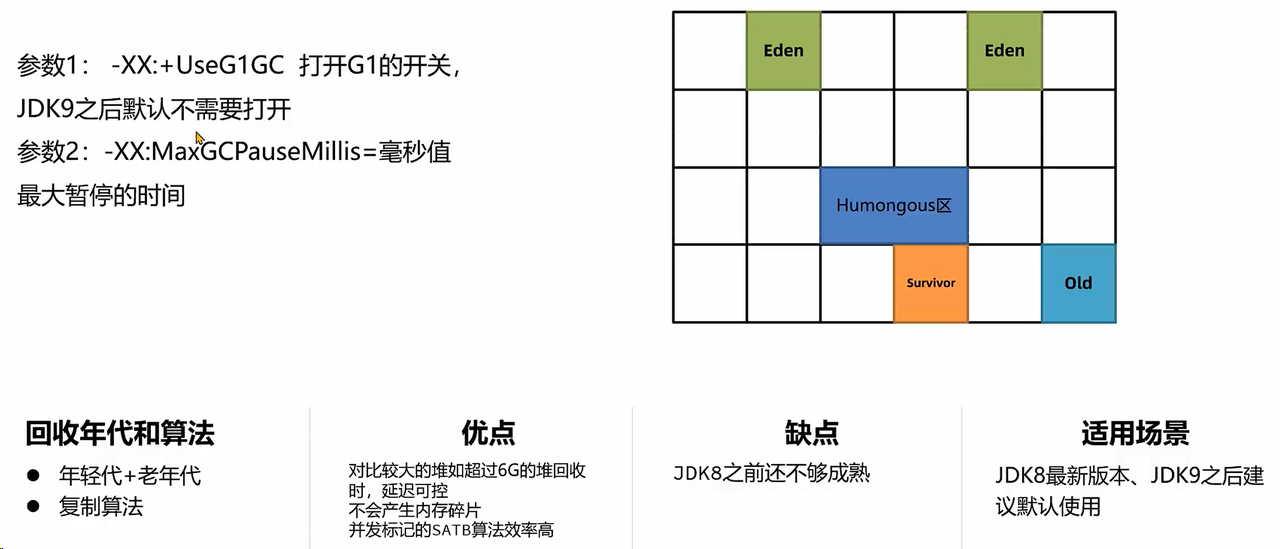 参数1： -XX:+UseG1GC 打开G1的开关，
JDK9之后默认不需要打开
参数2：-XX:MaxGCPauseMillis=毫秒值
最大暂停的时间
Eden
Eden
Humongous区
Survivor
Old
回收年代和算法
● 年轻代+老年代
● 复制算法
优点
对比较大的堆如超过6G的堆回收
时，延迟可控
不会产生内存碎片
并发标记的SATB算法效率高
缺点
JDK8之前还不够成熟
适用场景
JDK8最新版本、JDK9之后建
议默认使用